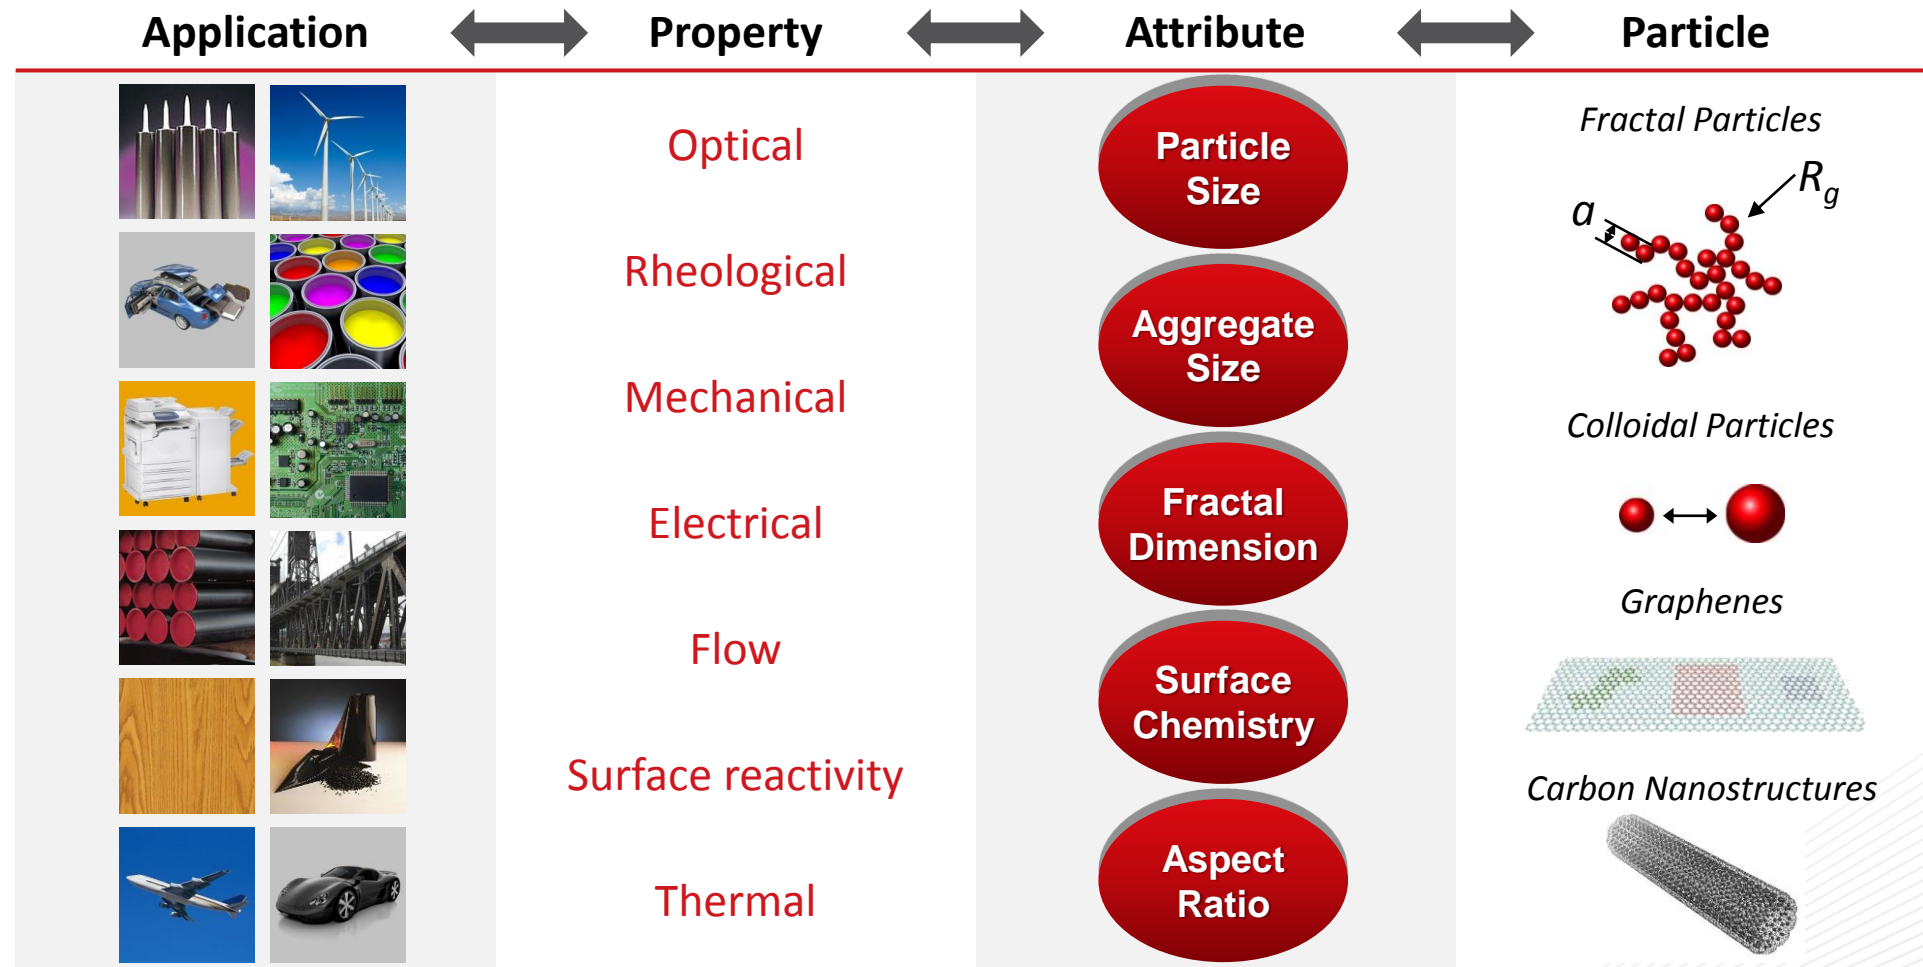 Application
Property
Attribute
Particle
Optical
Rheological
Mechanical
Electrical
Flow
Surface reactivity
Thermal
Particle
Size
Aggregate
Size
Fractal
Dimension
Surface
Chemistry
Aspect
Ratio
Fractal Particles
a
Rg
Colloidal Particles
Graphenes
Carbon Nanostructures